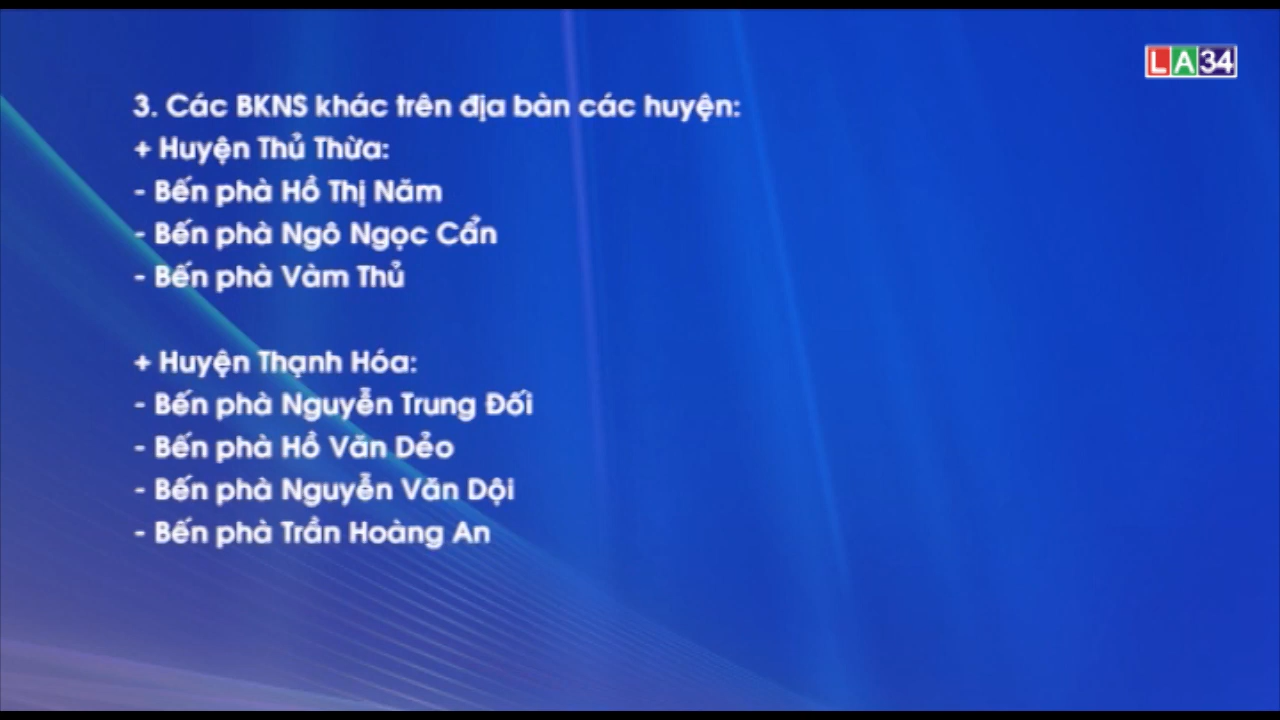 LA34
3. Các BKNS khác trên địa bàn các huyện:
+ Huyện Thủ Thừa:
- Bến phà Hồ Thị Năm
- Bến phà Ngô Ngọc Cẩn
- Bến phà Vàm Thủ
+ Huyện Thạnh Hóa:
- Bến phà Nguyễn Trung Đối
- Bến phà Hồ Văn Dẻo
- Bến phà Nguyễn Văn Dội
- Bến phà Trần Hoàng An